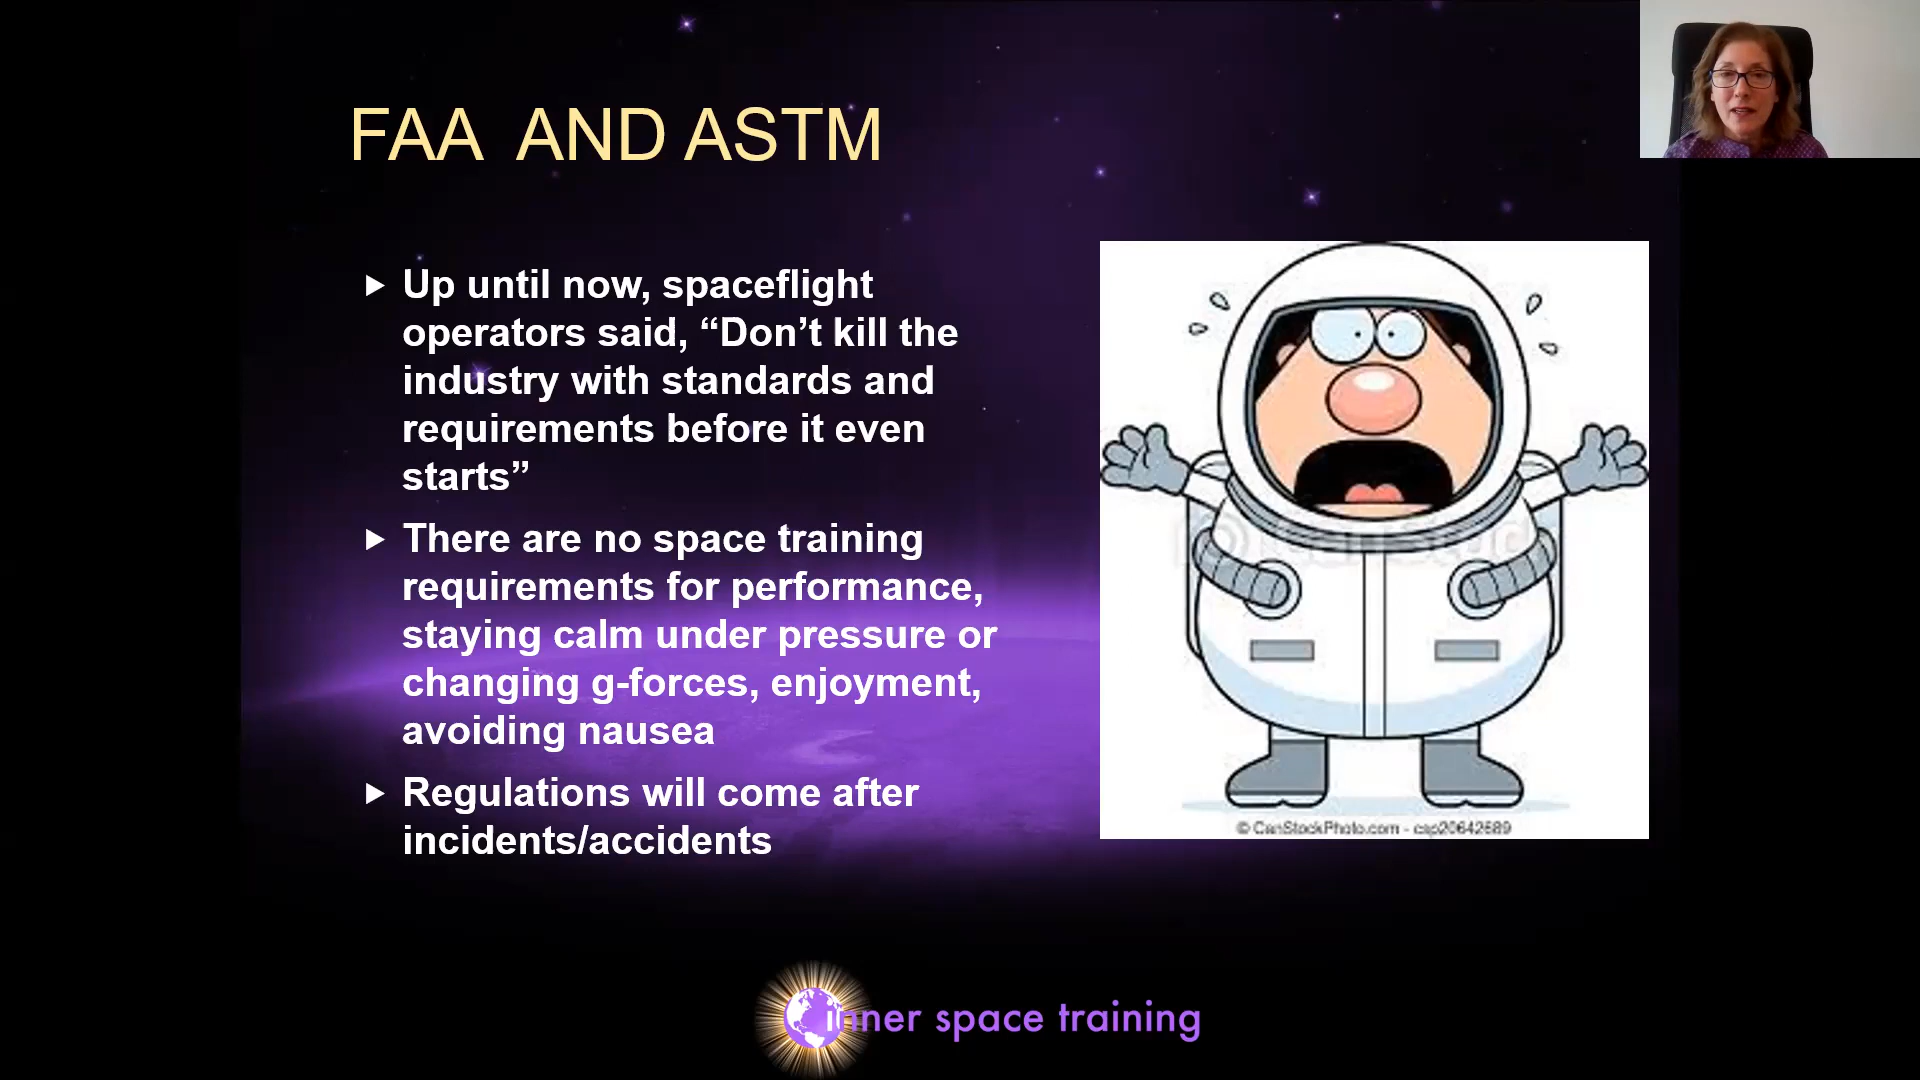 FAA AND ASTM
Up until now, spaceflight
operators said, “Don’t kill the
industry with standards and
requirements before it even
starts”
There are no space training
requirements for performance,
staying calm under pressure or
changing g-forces, enjoyment,
avoiding nausea
Regulations will come after
incidents/accidents
© CanStockPhoto.com - csp20642689
inner space training